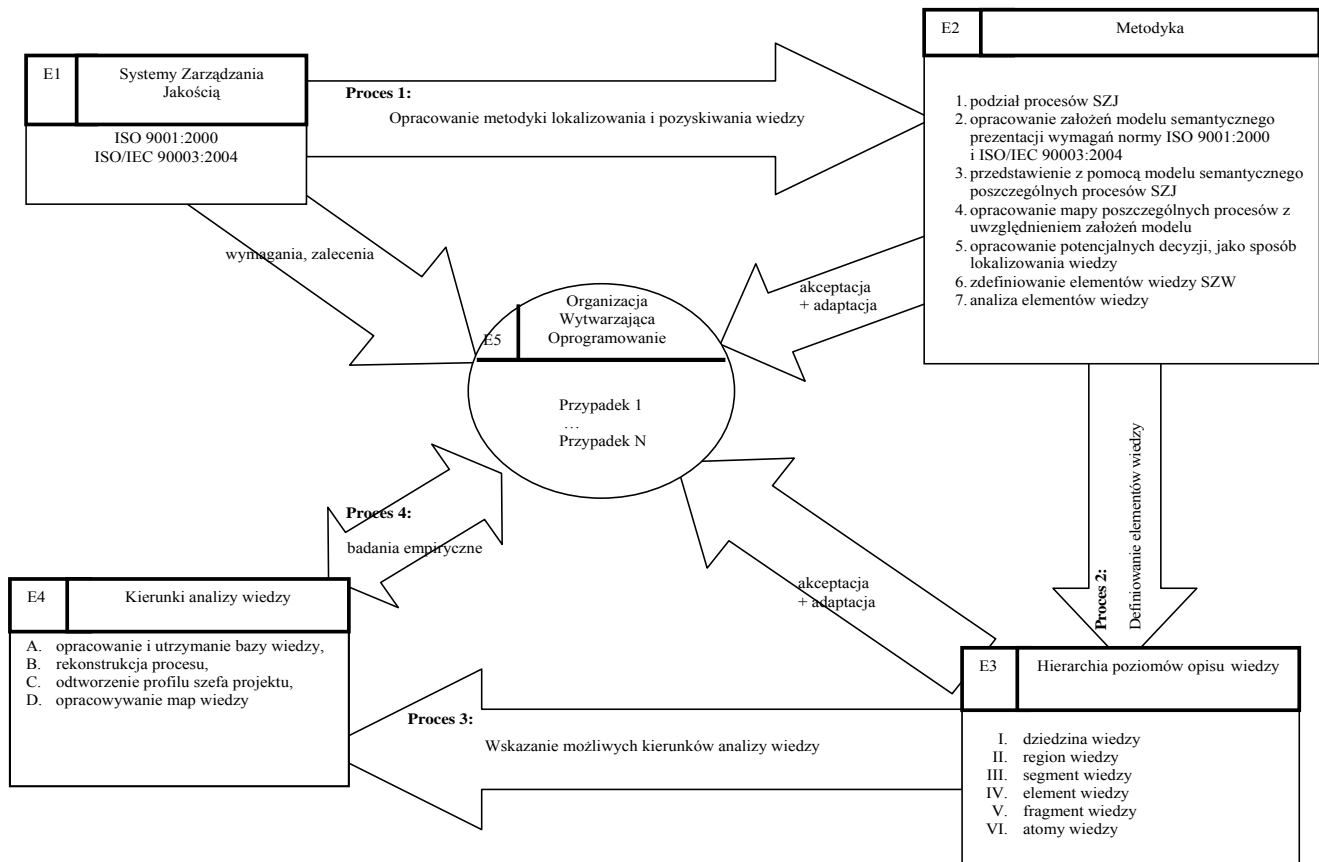 E1
Systemy Zarządzania
Jakością
ISO 9001:2000
ISO/IEC 90003:2004
Proces 1:
Opracowanie metodyki lokalizowania i pozyskiwania wiedzy
E2
Metodyka
1. podział procesów SZJ
2. opracowanie założeń modelu semantycznego
prezentacji wymagań normy ISO 9001:2000
i ISO/IEC 90003:2004
3. przedstawienie z pomocą modelu semantycznego
poszczególnych procesów SZJ
4. opracowanie mapy poszczególnych procesów z
uwzględnieniem założeń modelu
5. opracowanie potencjalnych decyzji, jako sposób
lokalizowania wiedzy
6. zdefiniowanie elementów wiedzy SZW
7. analiza elementów wiedzy
wymagania, zalecenia
akceptacja
+ adaptacja
E5
Organizacja
Wytwarzająca
Oprogramowanie
Przypadek 1
...
Przypadek N
Proces 2:
Definiowanie elementów wiedzy
Proces 4:
badania empiryczne
akceptacja
+ adaptacja
E4
Kierunki analizy wiedzy
A. opracowanie i utrzymanie bazy wiedzy,
B. rekonstrukcja procesu,
C. odtworzenie profilu szefa projektu,
D. opracowywanie map wiedzy
Proces 3:
Wskazanie możliwych kierunków analizy wiedzy
E3
Hierarchia poziomów opisu wiedzy
I. dziedzina wiedzy
II. region wiedzy
III. segment wiedzy
IV. element wiedzy
V. fragment wiedzy
VI. atomy wiedzy